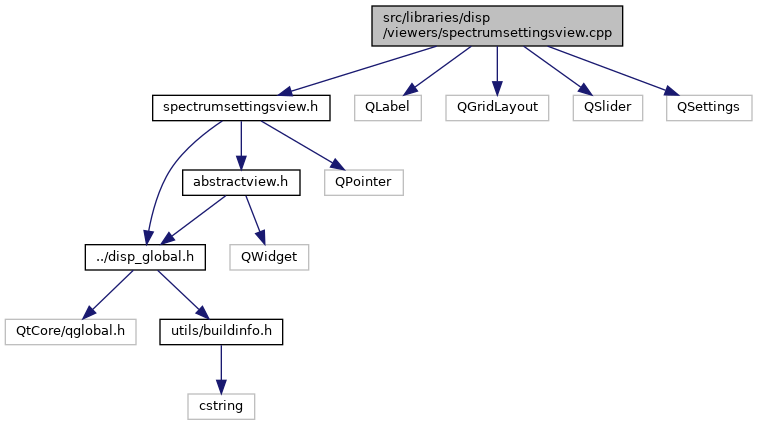 src/libraries/disp
/viewers/spectrumsettingsview.cpp
spectrumsettingsview.h
QLabel
QGridLayout
QSlider
QSettings
abstractview.h
QPointer
../disp_global.h
QWidget
QtCore/qglobal.h
utils/buildinfo.h
cstring